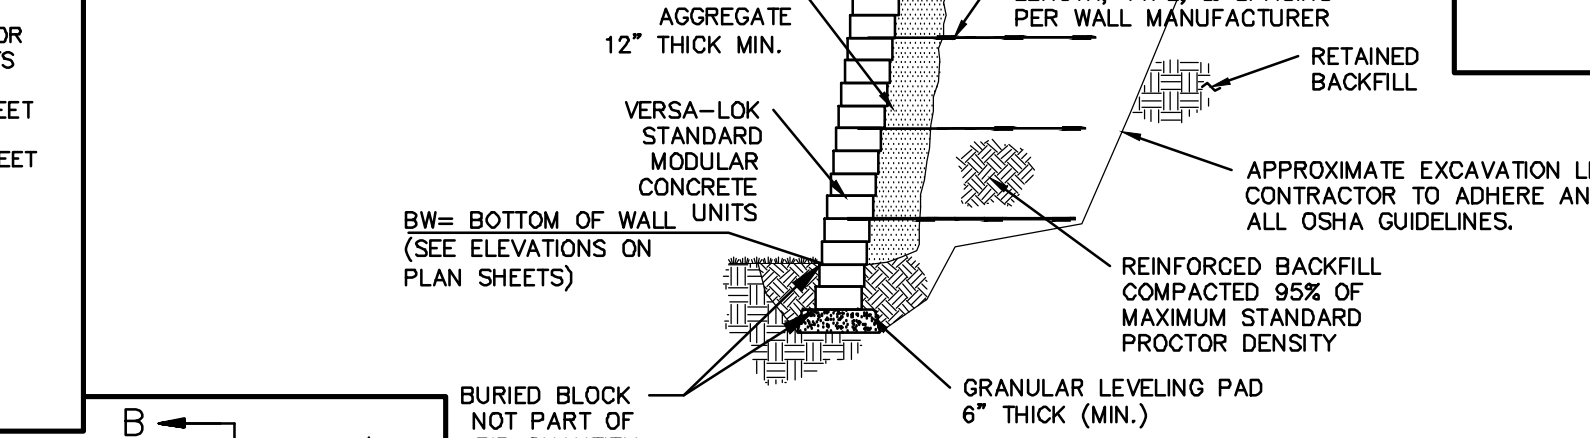 OR
S
EET
EET
AGGREGATE
12" THICK MIN.
PER WALL MANUFACTURER
RETAINED
BACKFILL
VERSA-LOK
STANDARD
MODULAR
CONCRETE
UNITS
APPROXIMATE EXCAVATION
CONTRACTOR TO ADHERE
ALL OSHA GUIDELINES.
BW= BOTTOM OF WALL
(SEE ELEVATIONS ON
PLAN SHEETS)
REINFORCED BACKFILL
COMPACTED 95% OF
MAXIMUM STANDARD
PROCTOR DENSITY
BURIED BLOCK
NOT PART OF
GRANULAR LEVELING PAD
6" THICK (MIN.)
B